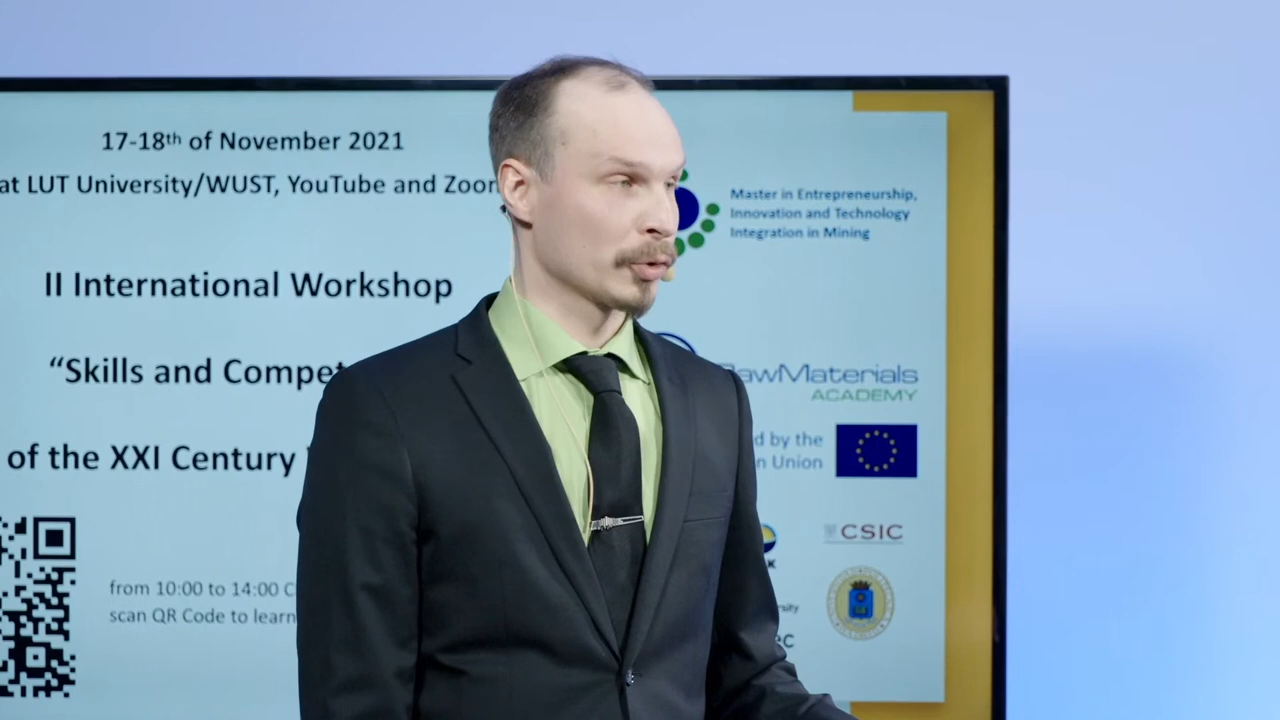 17-18th of November 2021
at LUT University/WUST, YouTube and Zoom
Master in Entrepreneurship,
Innovation and Technology
Integration in Mining
II International Workshop
“Skills and Compet
RawMaterials
ACADEMY
of the XXI Century
d by the
n Union
CSIC
from 10:00 to 14:00 C
scan QR Code to learn